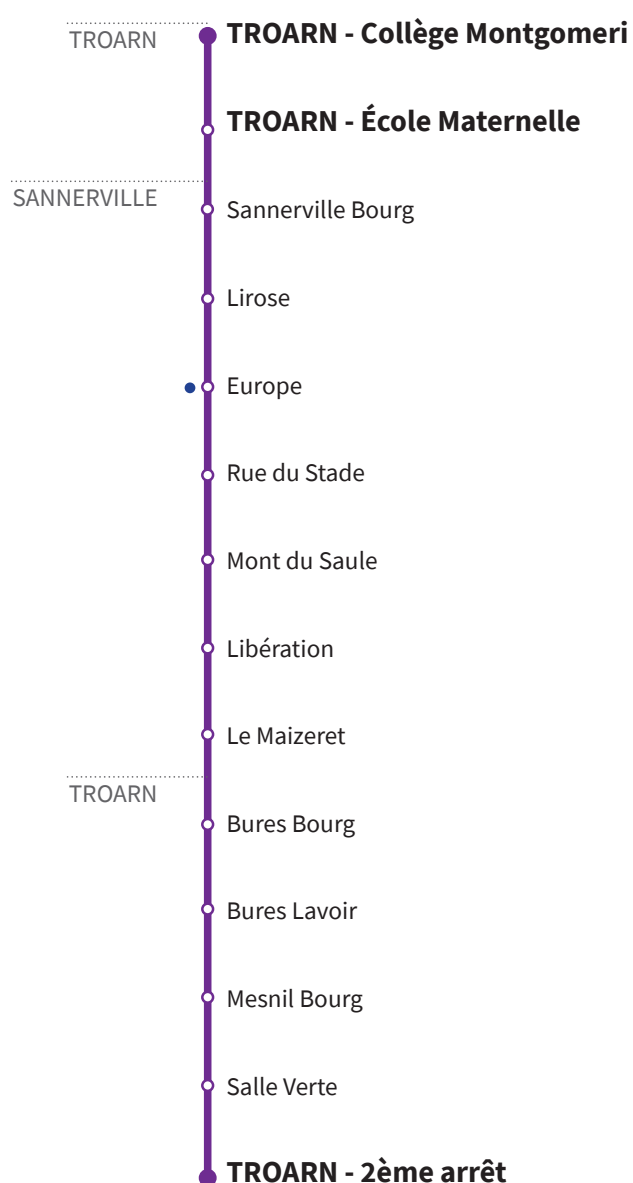 TROARN
TROARN - Collège Montgomeri
TROARN - École Maternelle
SANNERVILLE
Sannerville Bourg
Lirose
Europe
Rue du Stade
Mont du Saule
Libération
Le Maizeret
TROARN
Bures Bourg
Bures Lavoir
Mesnil Bourg
Salle Verte
TROARN - 2ème arrêt